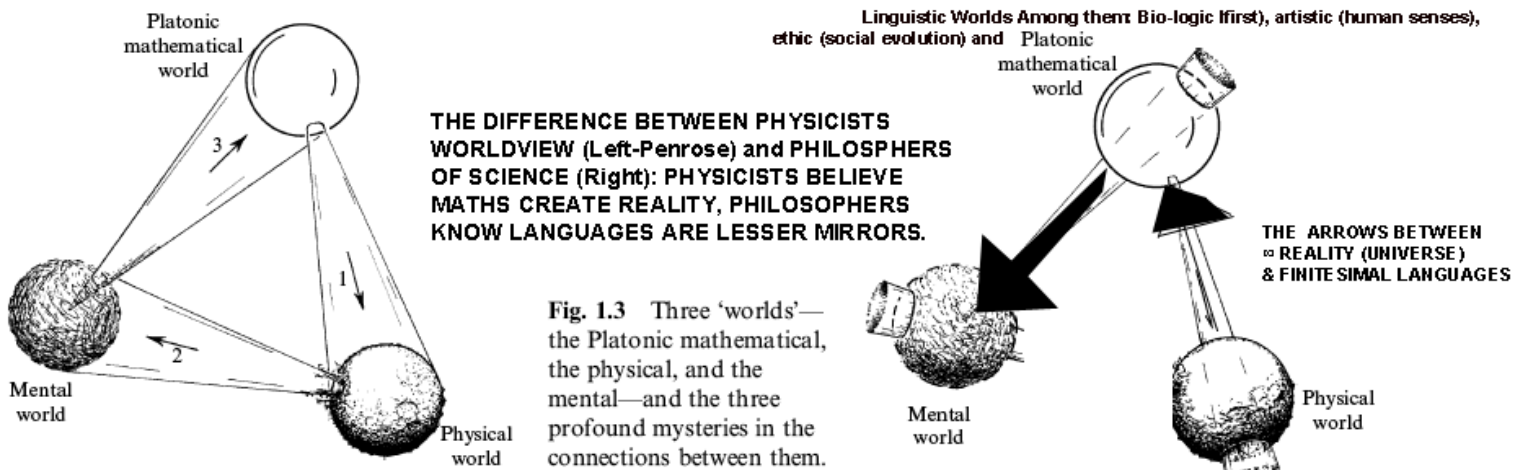 Platonic
mathematical
world
3
1
2
Mental
world
Physical
world
THE DIFFERENCE BETWEEN PHYSICISTS
WORLDVIEW (Left-Penrose) and PHILOSPHERS
OF SCIENCE (Right): PHYSICISTS BELIEVE
MATHS CREATE REALITY, PHILOSOPHERS
KNOW LANGUAGES ARE LESSER MIRRORS.
Fig. 1.3 Three ‘worlds’—
the Platonic mathematical,
the physical, and the
mental—and the three
profound mysteries in the
connections between them.
Linguistic Worlds Among them: Bio-logic lfirst), artistic (human senses),
ethic (social evolution) and
Platonic
mathematical
world
THE ARROWS BETWEEN
∞ REALITY (UNIVERSE)
& FINITESIMAL LANGUAGES
Mental
world
Physical
world